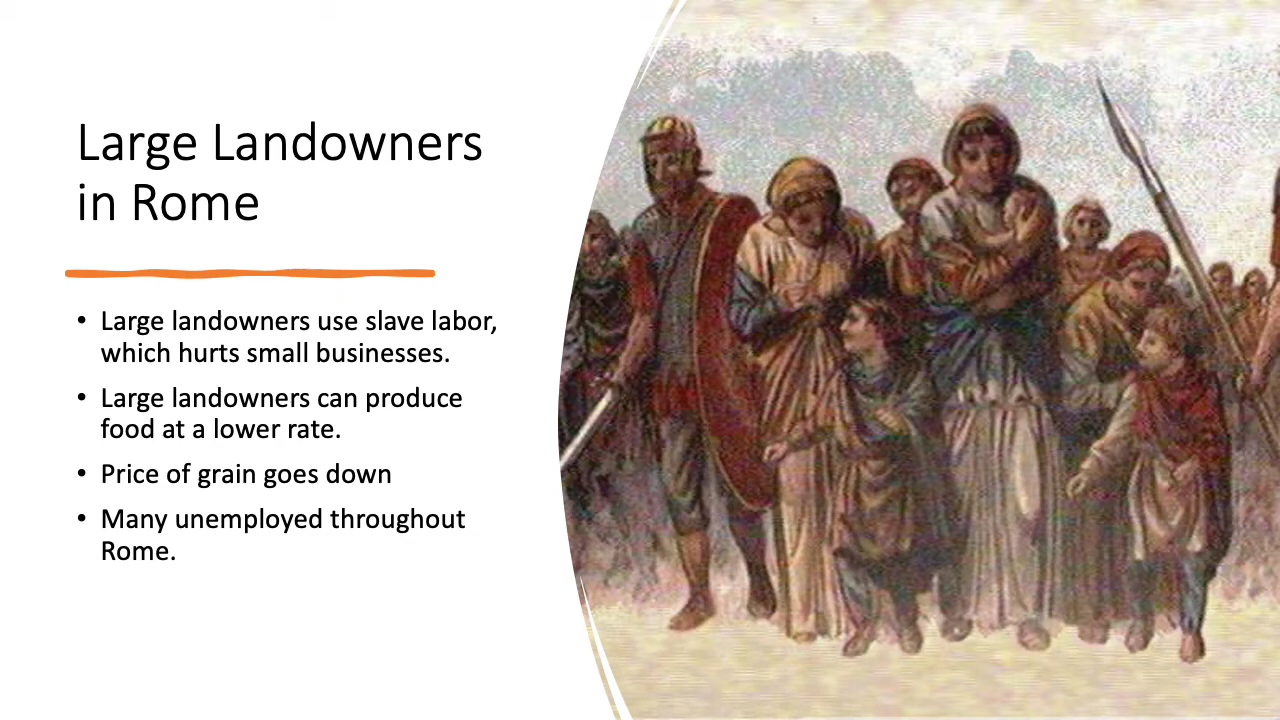 Large Landowners
in Rome
• Large landowners use slave labor,
which hurts small businesses.
• Large landowners can produce
food at a lower rate.
• Price of grain goes down
• Many unemployed throughout
Rome.